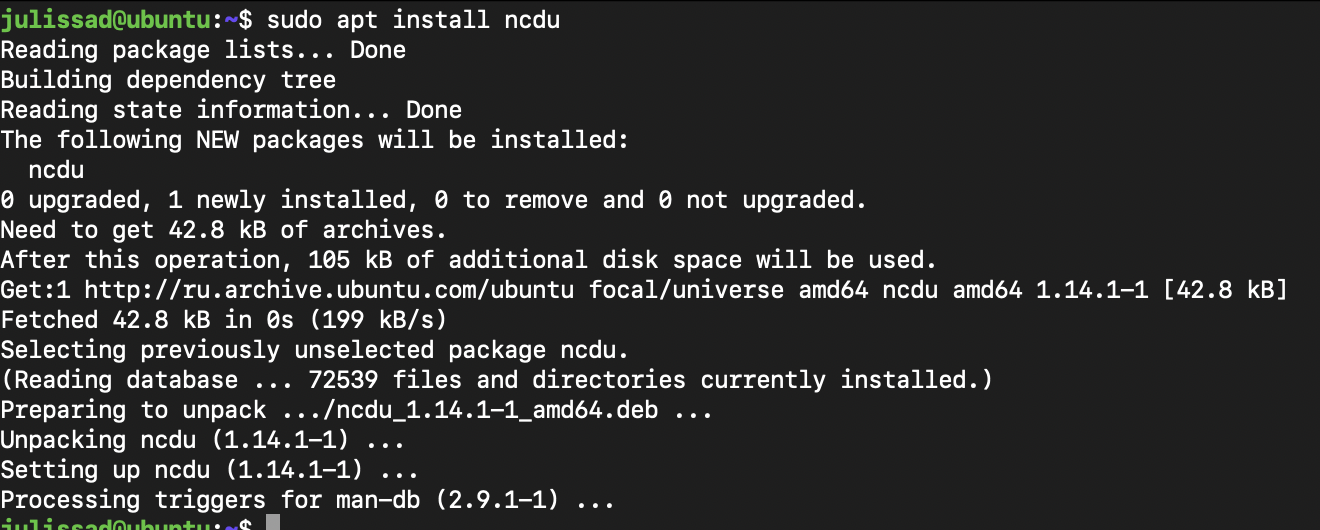 julissad@ubuntu:~$ sudo apt install ncdu
Reading package lists... Done
Building dependency tree
Reading state information... Done
The following NEW packages will be installed:
  ncdu
0 upgraded, 1 newly installed, 0 to remove and 0 not upgraded.
Need to get 42.8 kB of archives.
After this operation, 105 kB of additional disk space will be used.
Get:1 http://ru.archive.ubuntu.com/ubuntu focal/universe amd64 ncdu amd64 1.14.1-1 [42.8 kB]
Fetched 42.8 kB in 0s (199 kB/s)
Selecting previously unselected package ncdu.
(Reading database ... 72539 files and directories currently installed.)
Preparing to unpack .../ncdu_1.14.1-1_amd64.deb ...
Unpacking ncdu (1.14.1-1) ...
Setting up ncdu (1.14.1-1) ...
Processing triggers for man-db (2.9.1-1) ...
julissad@ubuntu:~$